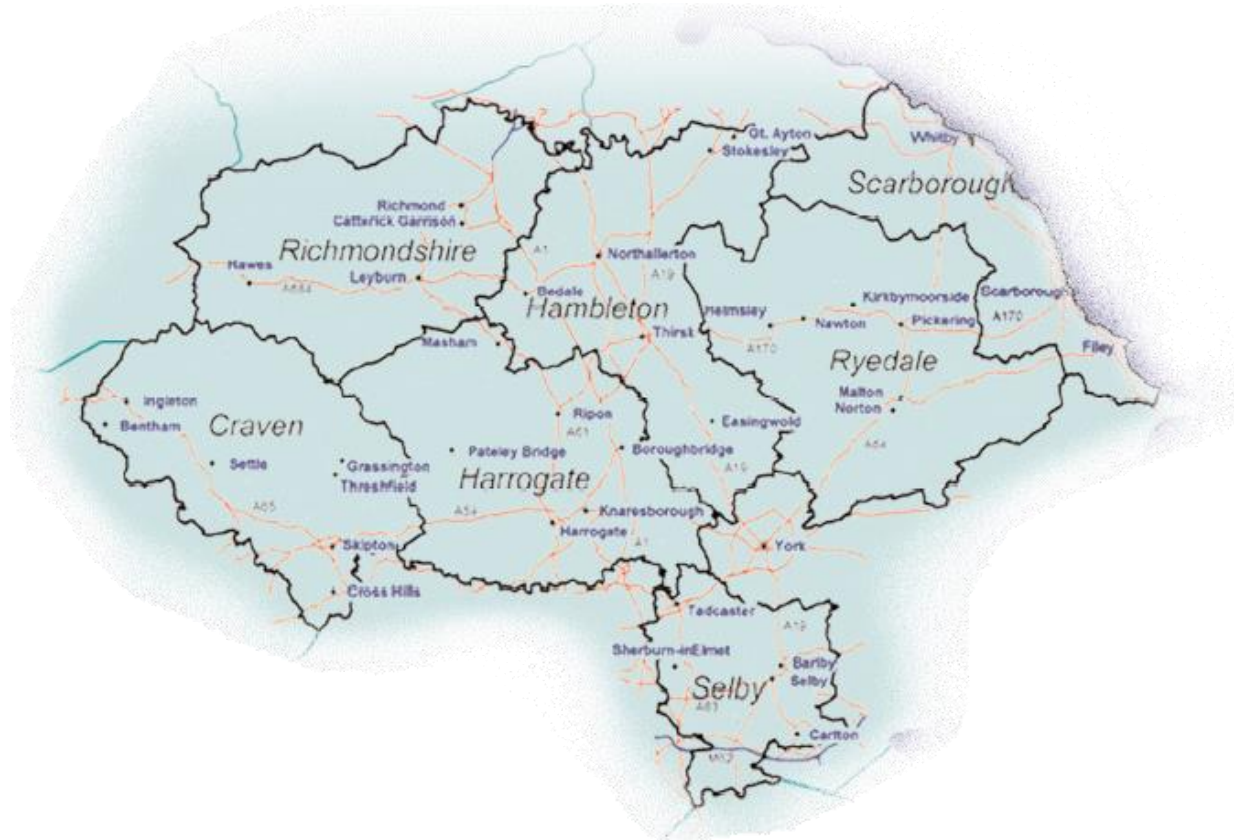 Gt. Ayton
Stokesley
Whitby
Scarborough
Richmond
Catterick Garrison
Richmondshire
Hawes
A684
Leyburn
A1
Northallerton
A19
Bedale
Hambleton
Thirsk
Masham
Helmsley
Kirkbymoorside
Newton
Pickering
A170
Scarborough
A170
Filey
Ryedale
Malton
Norton
A64
Ingleton
Bentham
Craven
Settle
Grassington
Threshfield
A65
Skipton
Cross Hills
Ripon
A61
Pateley Bridge
Boroughbridge
Harrogate
Easingwold
A19
A59
Knaresborough
Harrogate
A1
York
Tadcaster
A19
Sherburn-inElmet
Barlby
Selby
Selby
A63
Carlton
M62